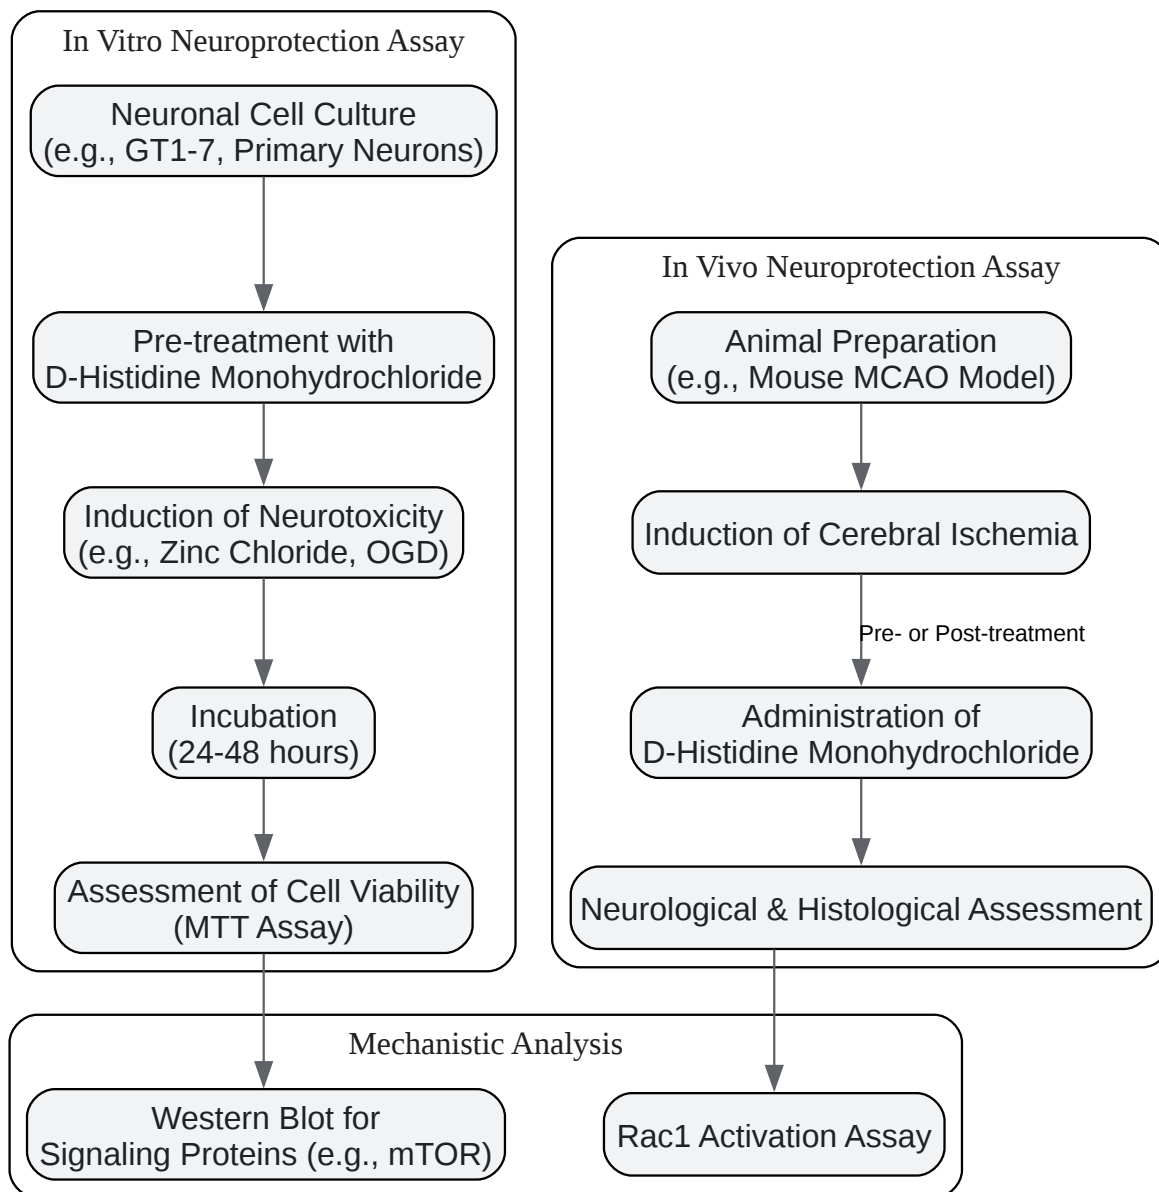 In Vitro Neuroprotection Assay
Neuronal Cell Culture
(e.g., GT1-7, Primary Neurons)
Pre-treatment with
D-Histidine Monohydrochloride
Induction of Neurotoxicity
(e.g., Zinc Chloride, OGD)
Incubation
(24-48 hours)
Assessment of Cell Viability
(MTT Assay)
In Vivo Neuroprotection Assay
Animal Preparation
(e.g., Mouse MCAO Model)
Induction of Cerebral Ischemia
Pre- or Post-treatment
Administration of
D-Histidine Monohydrochloride
Neurological & Histological Assessment
Mechanistic Analysis
Western Blot for
Signaling Proteins (e.g., mTOR)
Rac1 Activation Assay